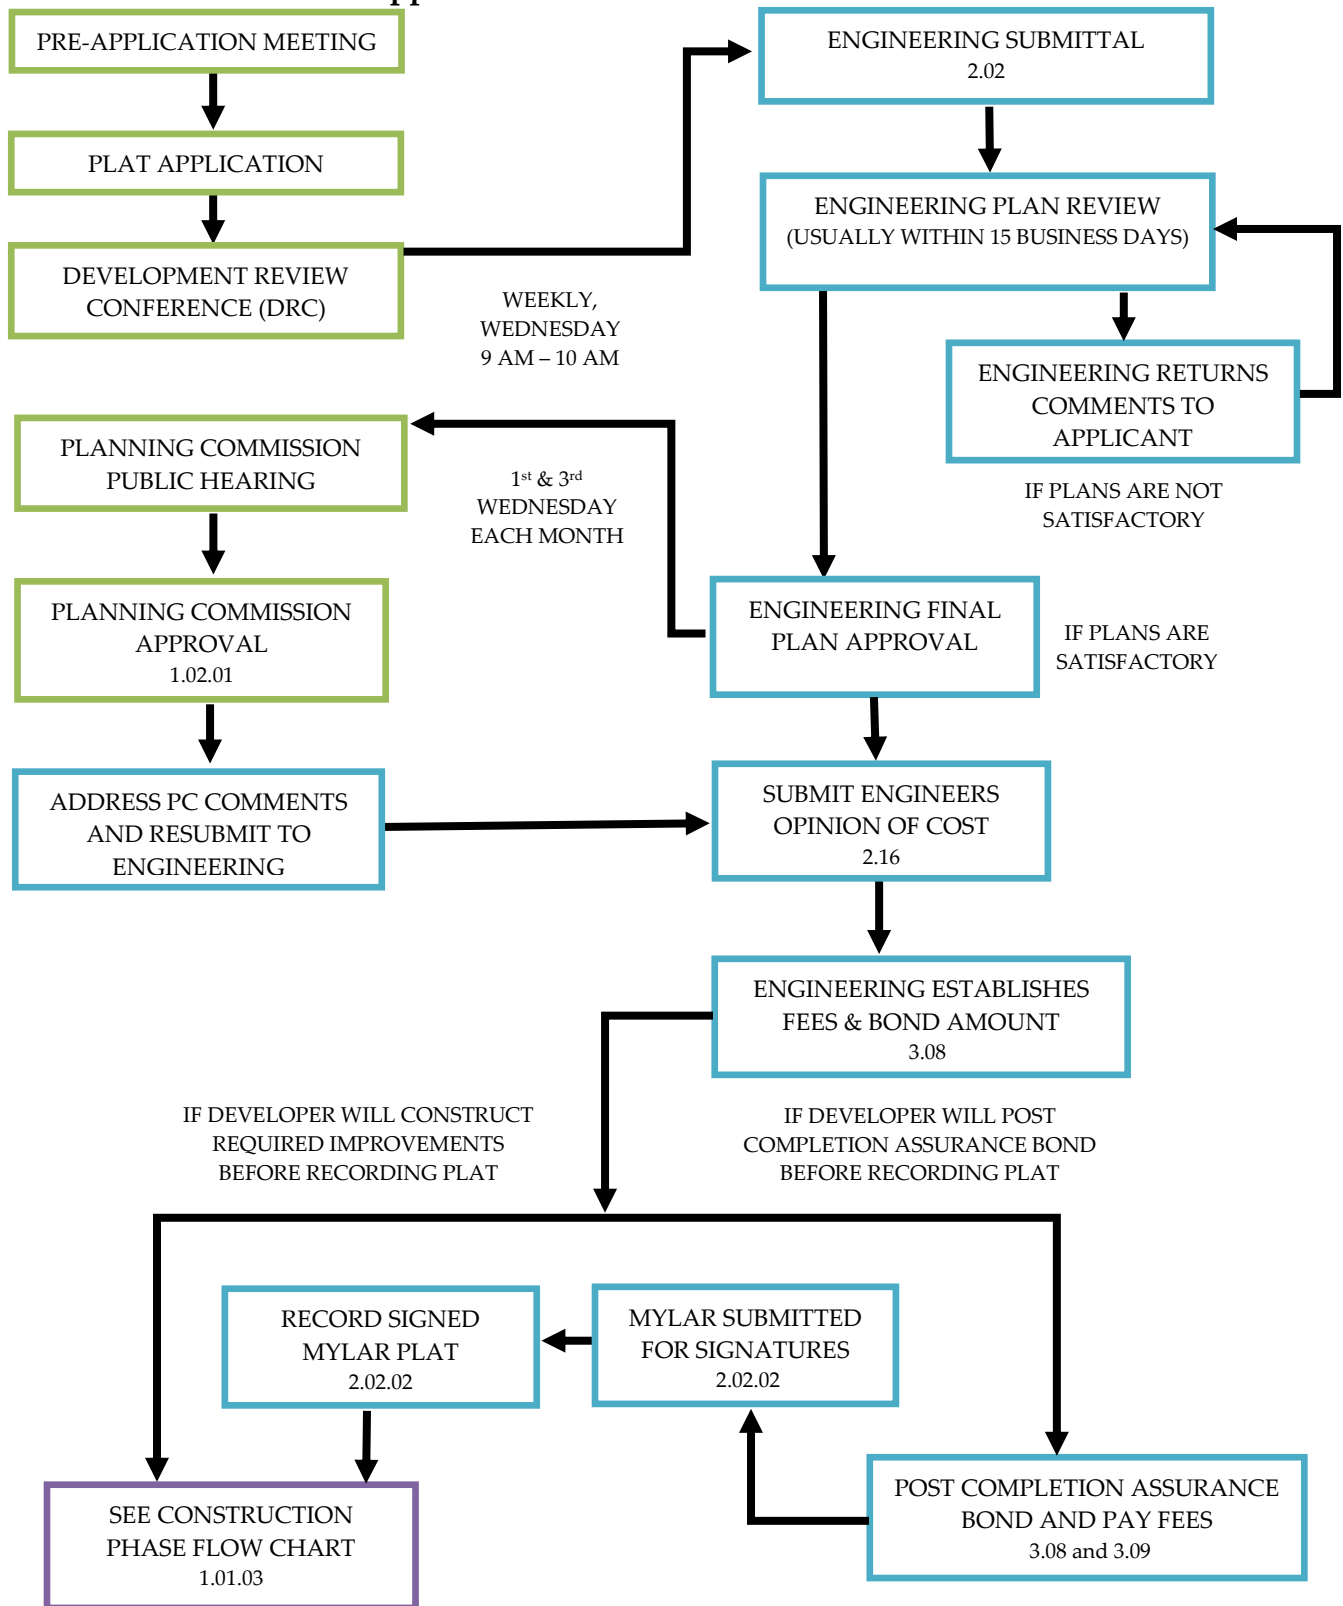 PRE-APPLICATION MEETING
PLAT APPLICATION
DEVELOPMENT REVIEW
CONFERENCE (DRC)
WEEKLY,
WEDNESDAY
9 AM – 10 AM
ENGINEERING SUBMITTAL
2.02
ENGINEERING PLAN REVIEW
(USUALLY WITHIN 15 BUSINESS DAYS)
ENGINEERING RETURNS
COMMENTS TO
APPLICANT
IF PLANS ARE NOT
SATISFACTORY
PLANNING COMMISSION
PUBLIC HEARING
1st & 3rd
WEDNESDAY
EACH MONTH
PLANNING COMMISSION
APPROVAL
1.02.01
ENGINEERING FINAL
PLAN APPROVAL
IF PLANS ARE
SATISFACTORY
ADDRESS PC COMMENTS
AND RESUBMIT TO
ENGINEERING
SUBMIT ENGINEERS
OPINION OF COST
2.16
ENGINEERING ESTABLISHES
FEES & BOND AMOUNT
3.08
IF DEVELOPER WILL CONSTRUCT
REQUIRED IMPROVEMENTS
BEFORE RECORDING PLAT
IF DEVELOPER WILL POST
COMPLETION ASSURANCE BOND
BEFORE RECORDING PLAT
RECORD SIGNED
MYLAR PLAT
2.02.02
MYLAR SUBMITTED
FOR SIGNATURES
2.02.02
SEE CONSTRUCTION
PHASE FLOW CHART
1.01.03
POST COMPLETION ASSURANCE
BOND AND PAY FEES
3.08 and 3.09